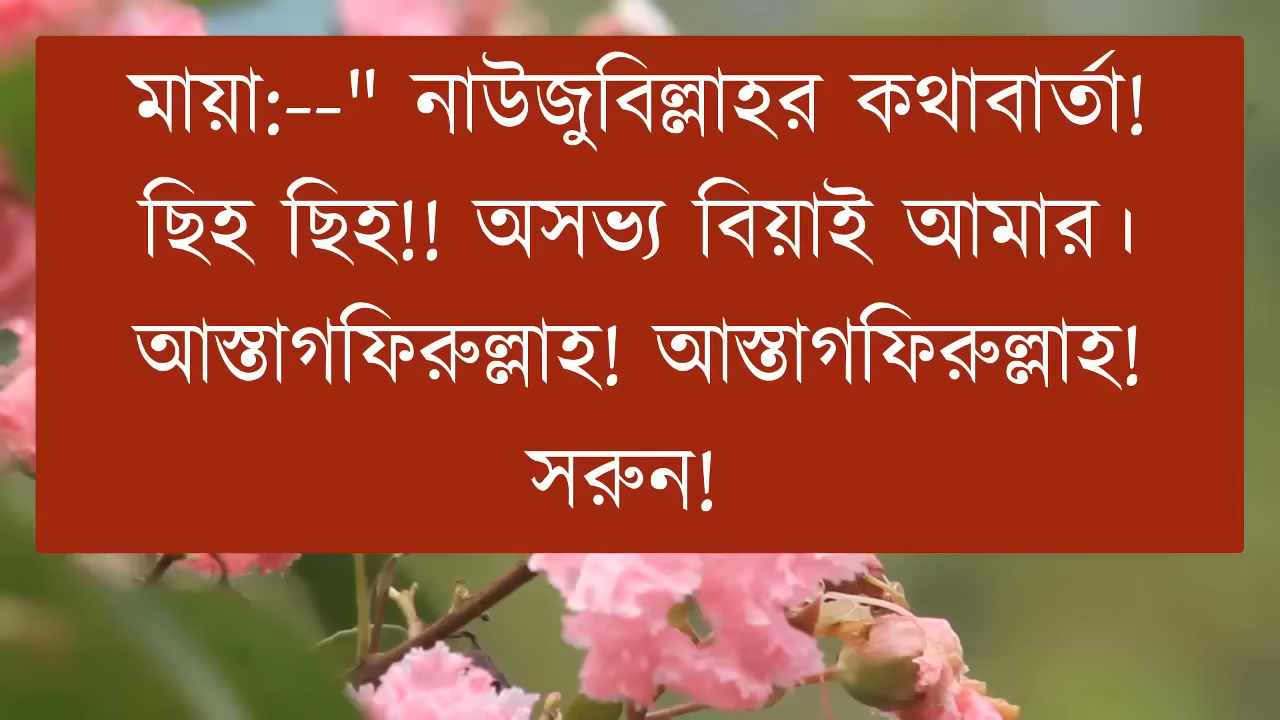 মায়া:--" নাউজুবিল্লাহর কথাবার্তা!
ছিহ ছিহ!! অসভ্য বিয়াই আমার।
আস্তাগফিরুল্লাহ! আস্তাগফিরুল্লাহ!
সরুন!